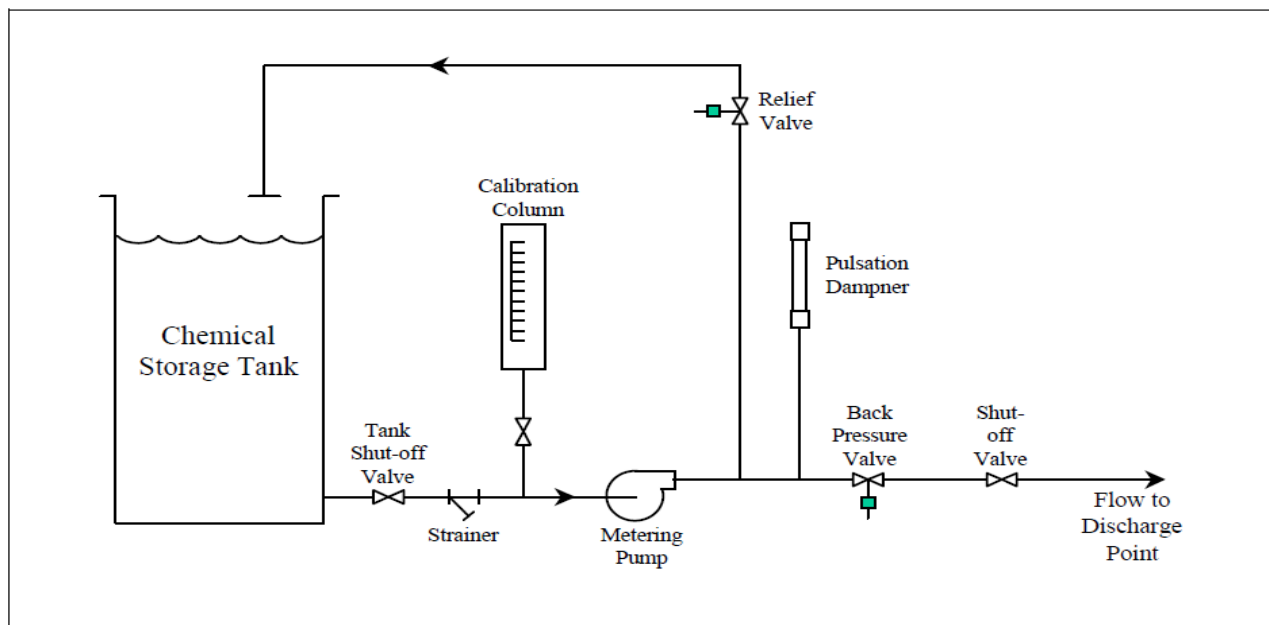 Relief
Valve
Calibration
Column
Pulsation
Dampner
Chemical
Storage Tank
Tank
Shut-off
Valve
Back
Pressure
Valve
Shut-
off
Valve
Strainer
Metering
Pump
Flow to
Discharge
Point